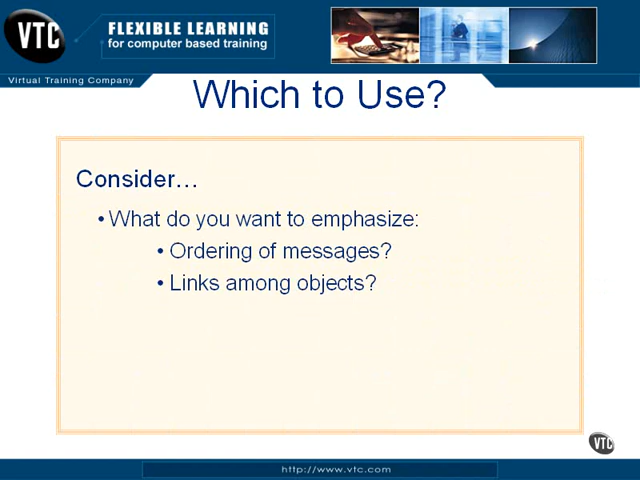 VTC
FLEXIBLE LEARNING
for computer based training
Virtual Training Company
Which to Use?
Consider…
• What do you want to emphasize:
• Ordering of messages?
• Links among objects?
VTC
http://www.vtc.com